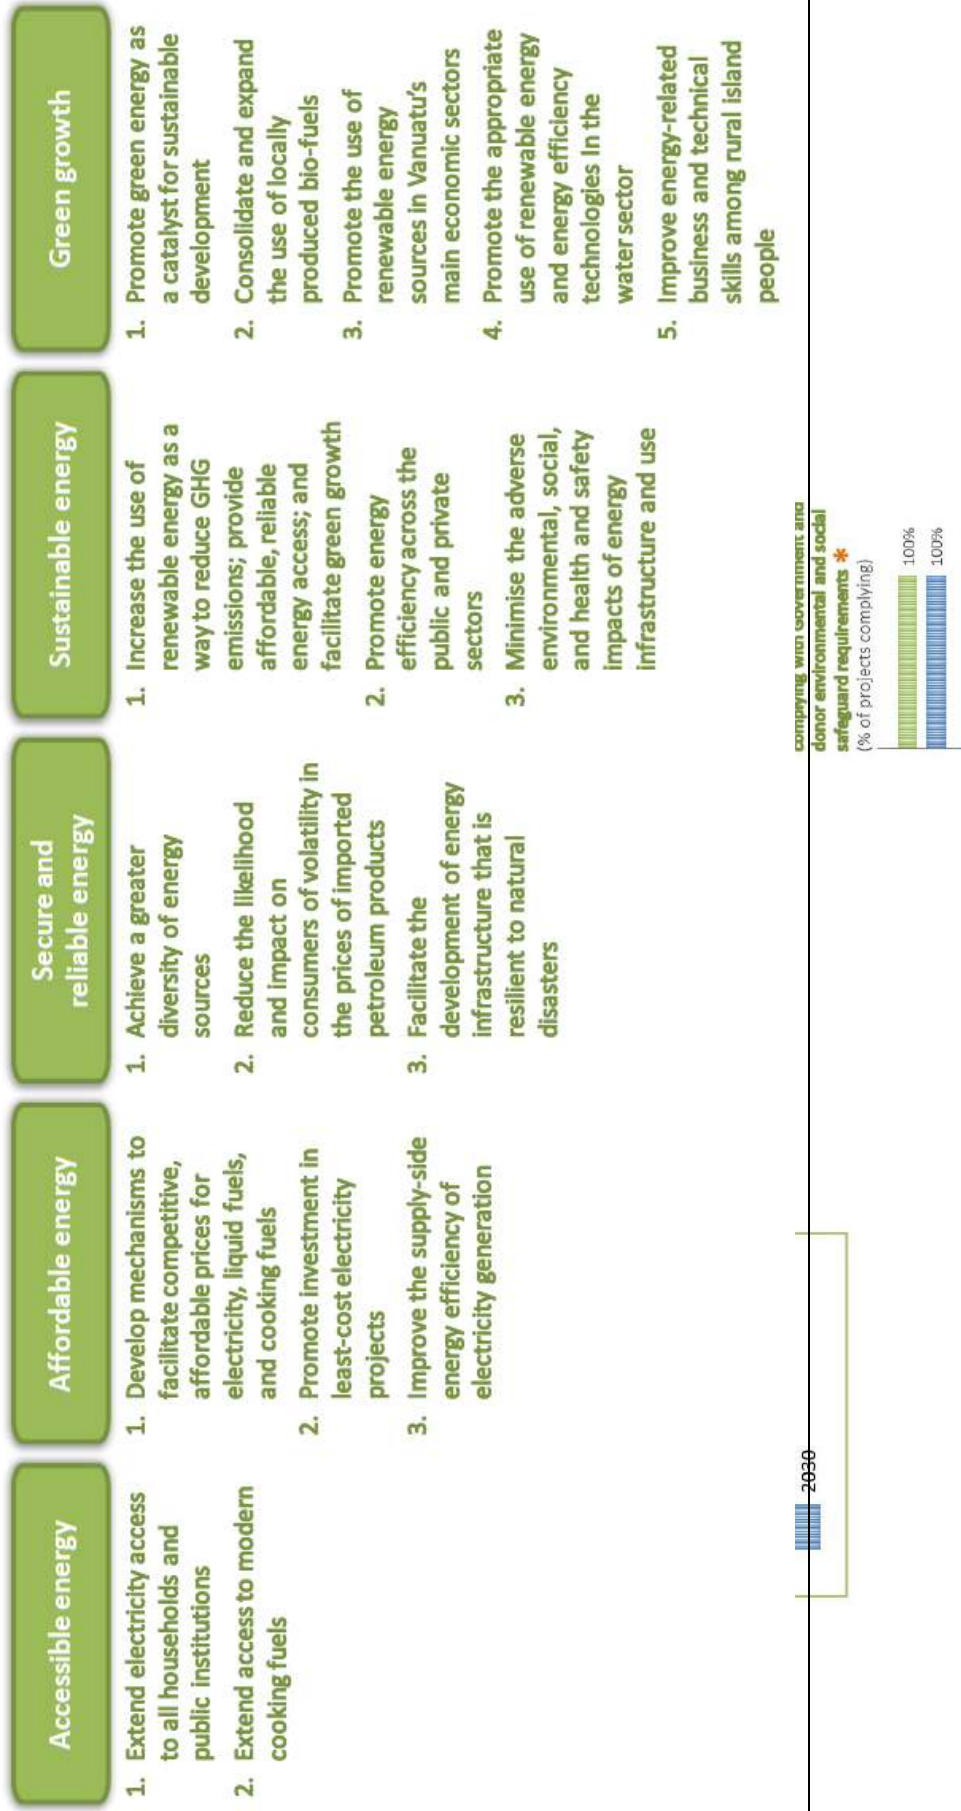 Accessible energy
1. Extend electricity access
to all households and
public institutions
2. Extend access to modern
cooking fuels
Affordable energy
1. Develop mechanisms to
facilitate competitive,
affordable prices for
electricity, liquid fuels,
and cooking fuels
2. Promote investment in
least-cost electricity
projects
3. Improve the supply-side
energy efficiency of
electricity generation
Secure and
reliable energy
1. Achieve a greater
diversity of energy
sources
2. Reduce the likelihood
and impact on
consumers of volatility in
the prices of imported
petroleum products
3. Facilitate the
development of energy
infrastructure that is
resilient to natural
disasters
Sustainable energy
1. Increase the use of
renewable energy as a
way to reduce GHG
emissions; provide
affordable, reliable
energy access; and
facilitate green growth
2. Promote energy
efficiency across the
public and private
sectors
3. Minimise the adverse
environmental, social,
and health and safety
impacts of energy
infrastructure and use
Green growth
1. Promote green energy as
a catalyst for sustainable
development
2. Consolidate and expand
the use of locally
produced bio-fuels
3. Promote the use of
renewable energy
sources in Vanuatu's
main economic sectors
4. Promote the appropriate
use of renewable energy
and energy efficiency
technologies in the
water sector
5. Improve energy-related
business and technical
skills among rural island
people
2030
complying with Government and
donor environmental and social
safeguard requirements *
(% of projects complying)
100%
100%